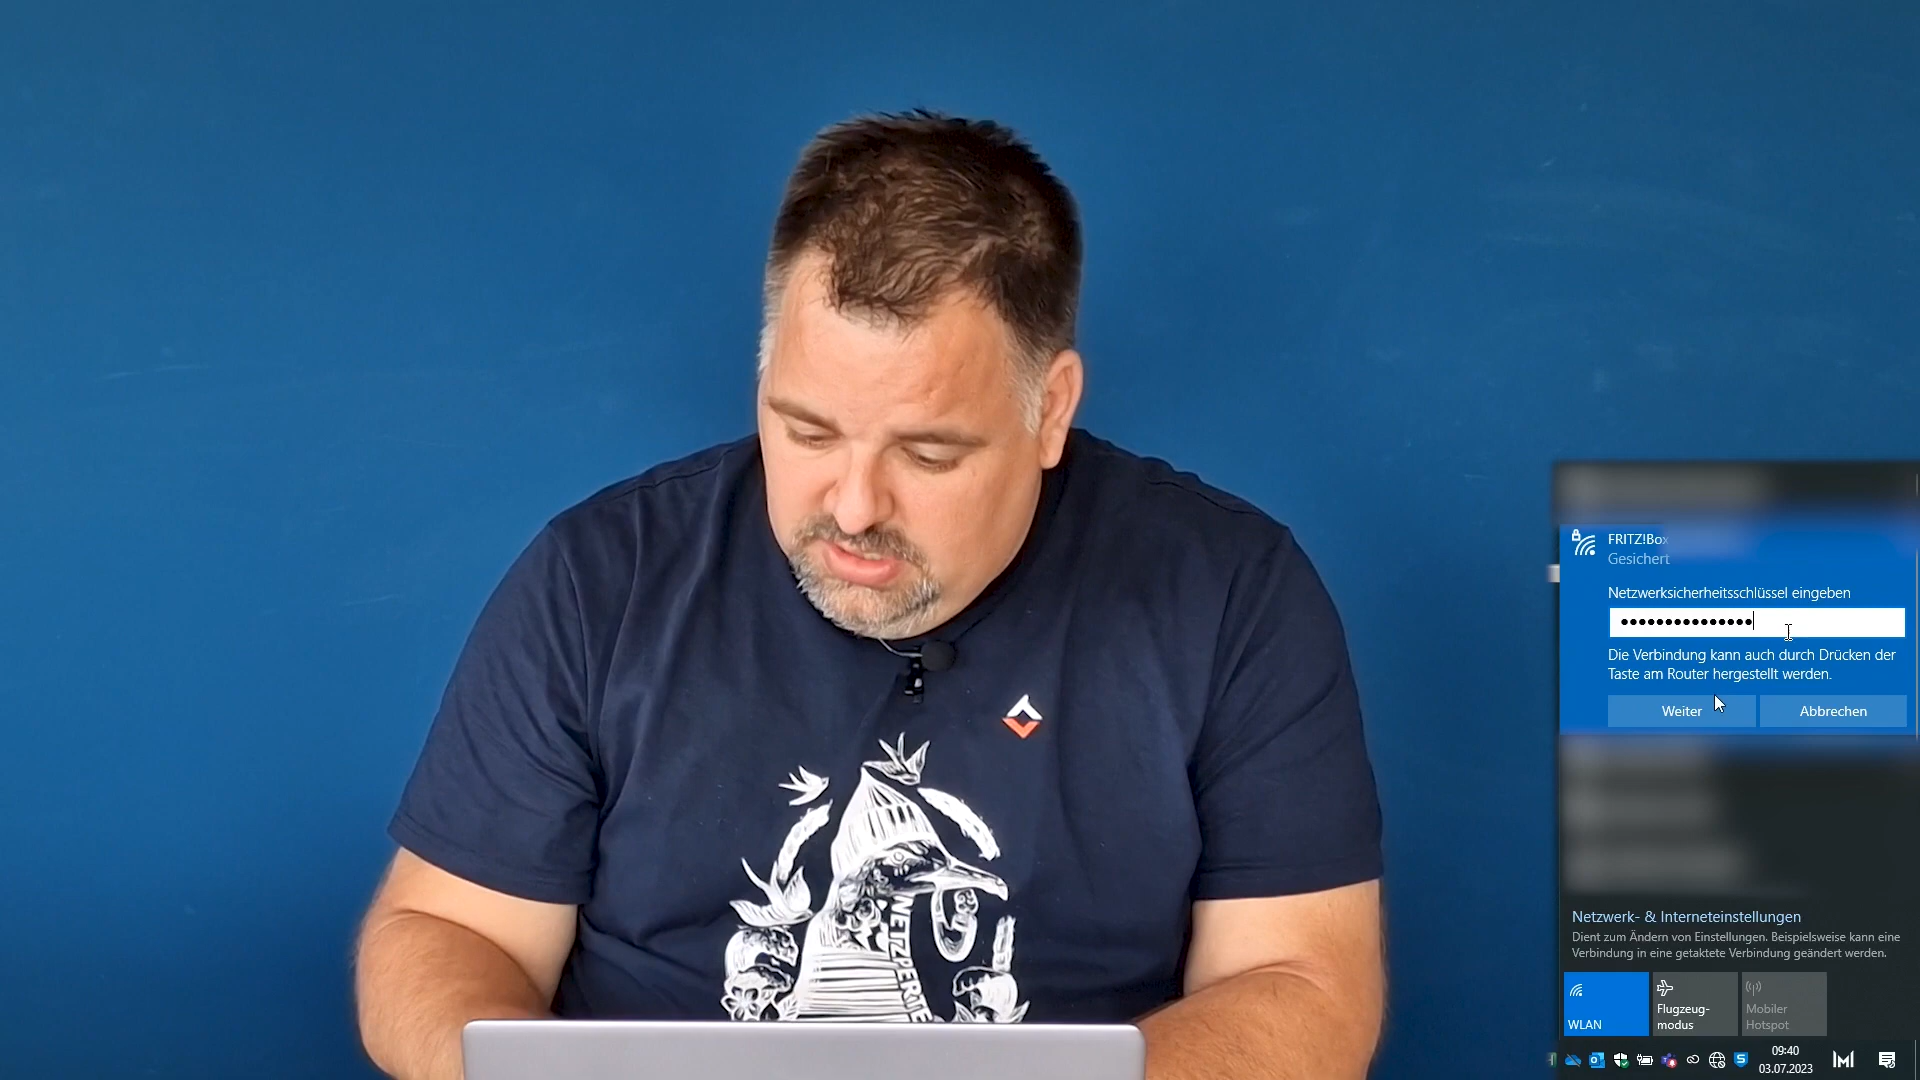 FRITZ!Box
Gesichert
Netzwerksicherheitsschlüssel eingeben
Die Verbindung kann auch durch Drücken der
Taste am Router hergestellt werden.
Weiter
Abbrechen
Netzwerk- & Interneteinstellungen
Dient zum Ändern von Einstellungen. Beispielsweise kann eine
Verbindung in eine getaktete Verbindung geändert werden.
WLAN
Flugzeug-
modus
Mobiler
Hotspot
09:40
03.07.2023